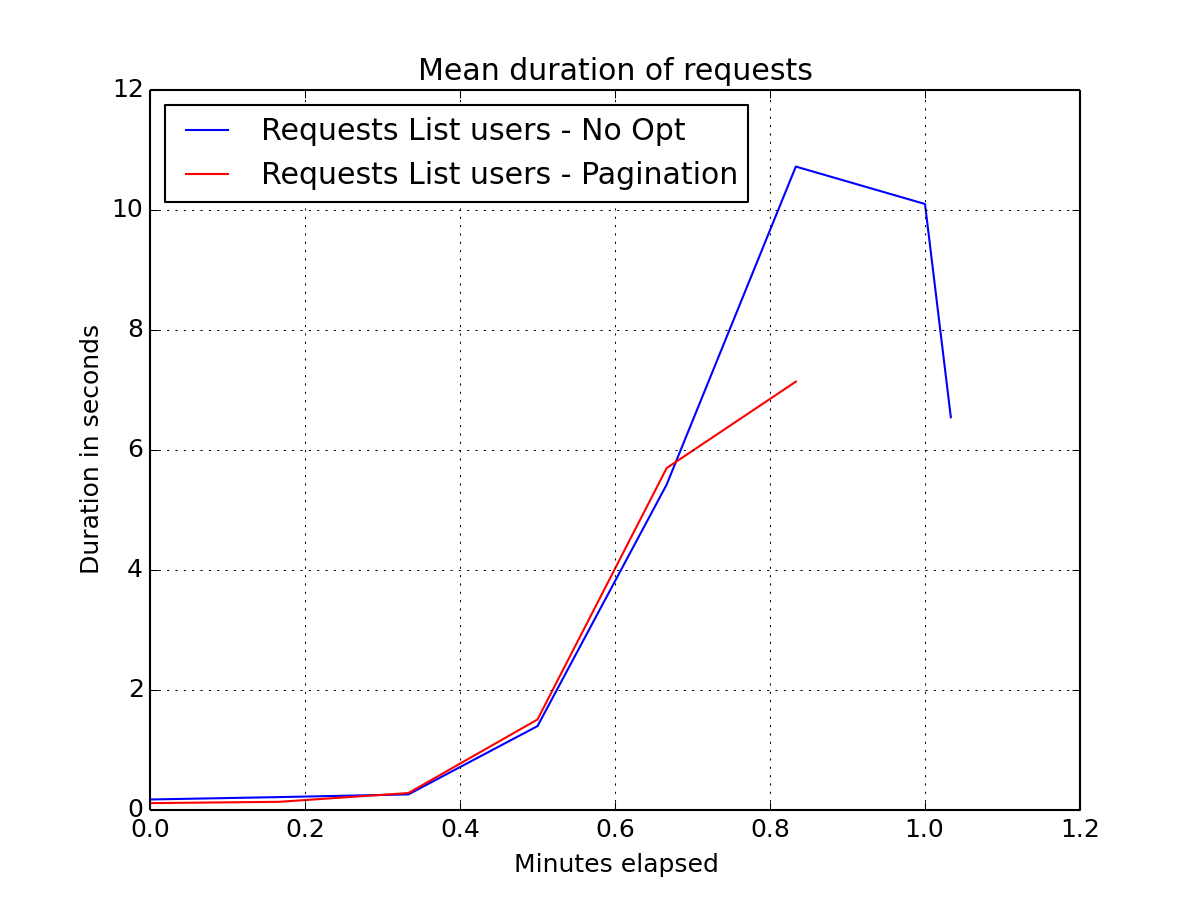 Mean duration of requests
12
Requests List users - No Opt
Requests List users - Pagination
10
8
6
4
2
0
Duration in seconds
0.0 0.2 0.4 0.6 0.8 1.0 1.2
Minutes elapsed